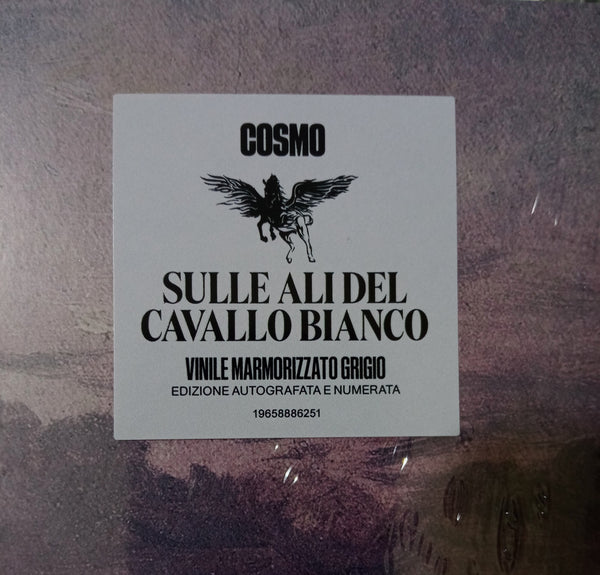 COSMO
SULLE ALI DEL
CAVALLO BIANCO
VINILE MARMORIZZATO GRIGIO
EDIZIONE AUTOGRAFATA E NUMERATA
19658886251